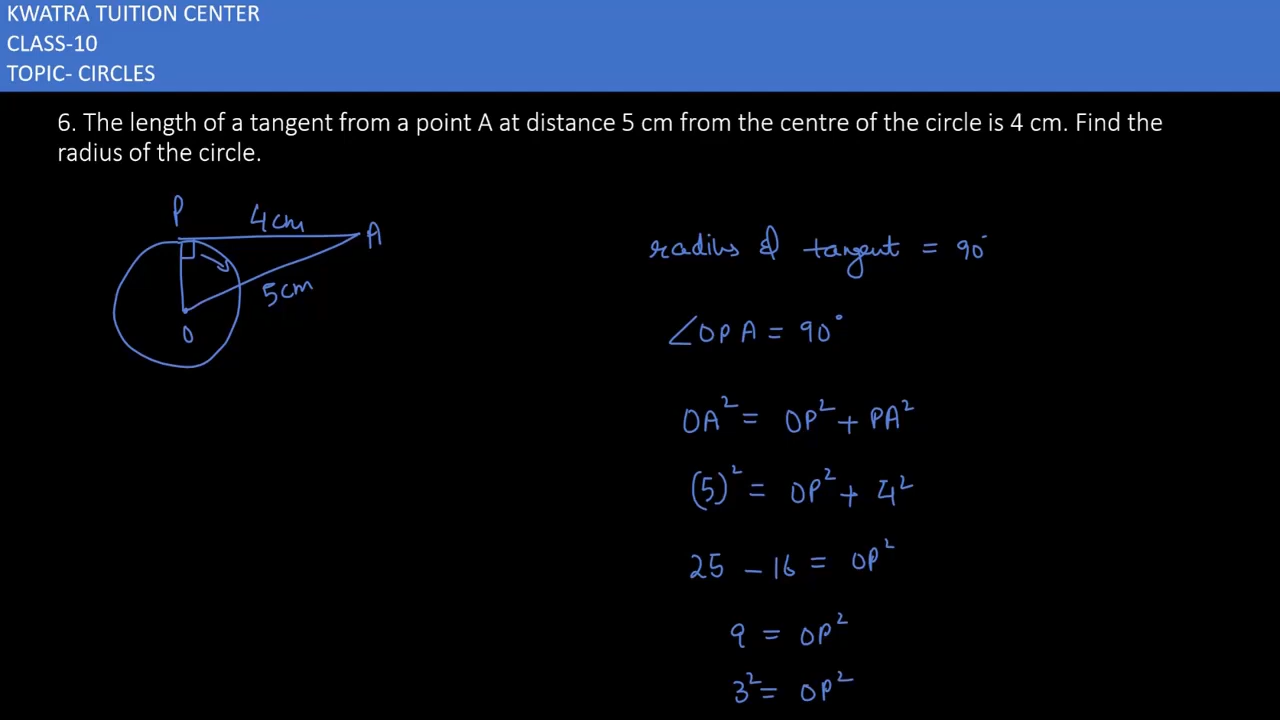 KWATRA TUITION CENTER
CLASS-10
TOPIC- CIRCLES
6. The length of a tangent from a point A at distance 5 cm from the centre of the circle is 4 cm. Find the
radius of the circle.
P
4cm
A
5cm
O
radius & tangent = 90°
∠OPA = 90°
OA² = OP² + PA²
(5)² = OP² + 4²
25 - 16 = OP²
9 = OP²
3² = OP²